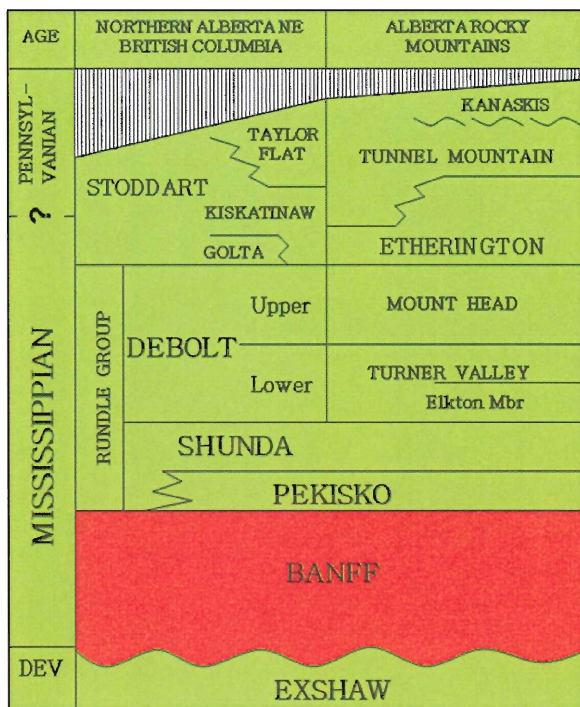 AGE
NORTHERN ALBERTA NE
BRITISH COLUMBIA
ALBERTA ROCKY
MOUNTAINS
PENNSYL-
VANIAN
?
MISSISSIPPIAN
DEV
KANASKIS
TAYLOR
FLAT
TUNNEL MOUNTAIN
STODDART
KISKATINAW
GOLTA
ETHERINGTON
RUNDLE GROUP
DEBOLT
Upper
MOUNT HEAD
Lower
TURNER VALLEY
Elkton Mbr
SHUNDA
PEKISKO
BANFF
EXSHAW